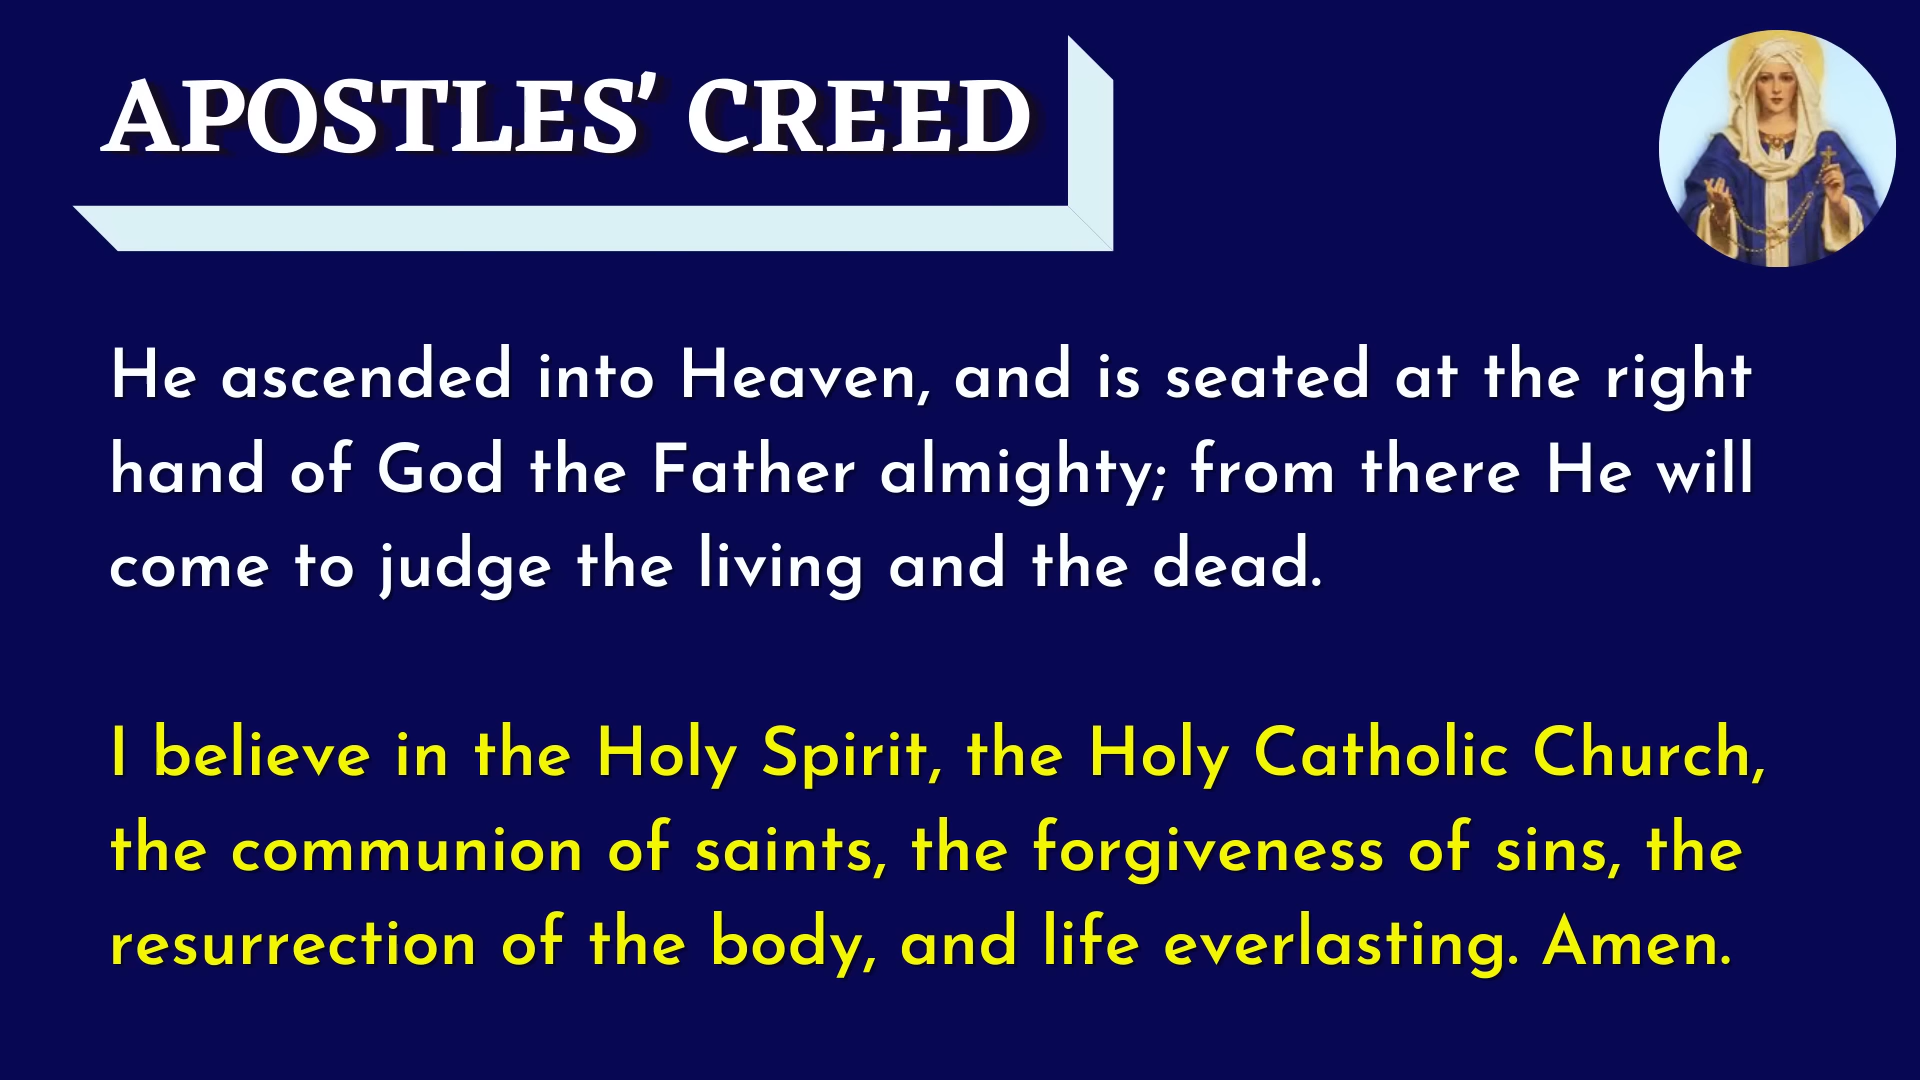 APOSTLES' CREED
He ascended into Heaven, and is seated at the right
hand of God the Father almighty; from there He will
come to judge the living and the dead.
I believe in the Holy Spirit, the Holy Catholic Church,
the communion of saints, the forgiveness of sins, the
resurrection of the body, and life everlasting. Amen.